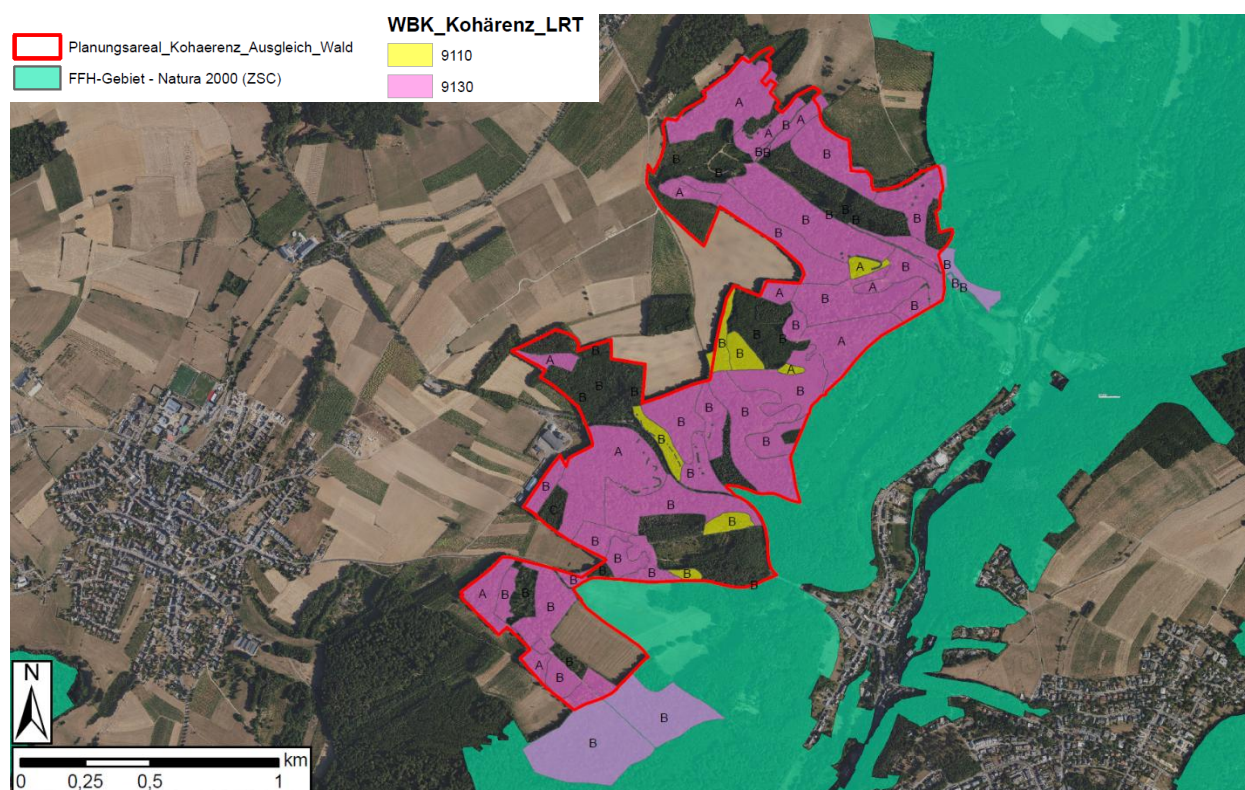 WBK_Kohärenz_LRT
Planungsareal_Kohaerenz_Ausgleich_Wald
9110
FFH-Gebiet - Natura 2000 (ZSC)
9130
A
A B A
B B B B
B
A
B
B B
B B
B B
A B
A
B
B B
A B B
B
B B B
A
A
B
A
B
B B
B B
B
B
B
A
B
B
B
C
B
B
B
B
B
B
B B
B
B
A B B
B
A B
B
B
B
N
km
0 0,25 0,5 1